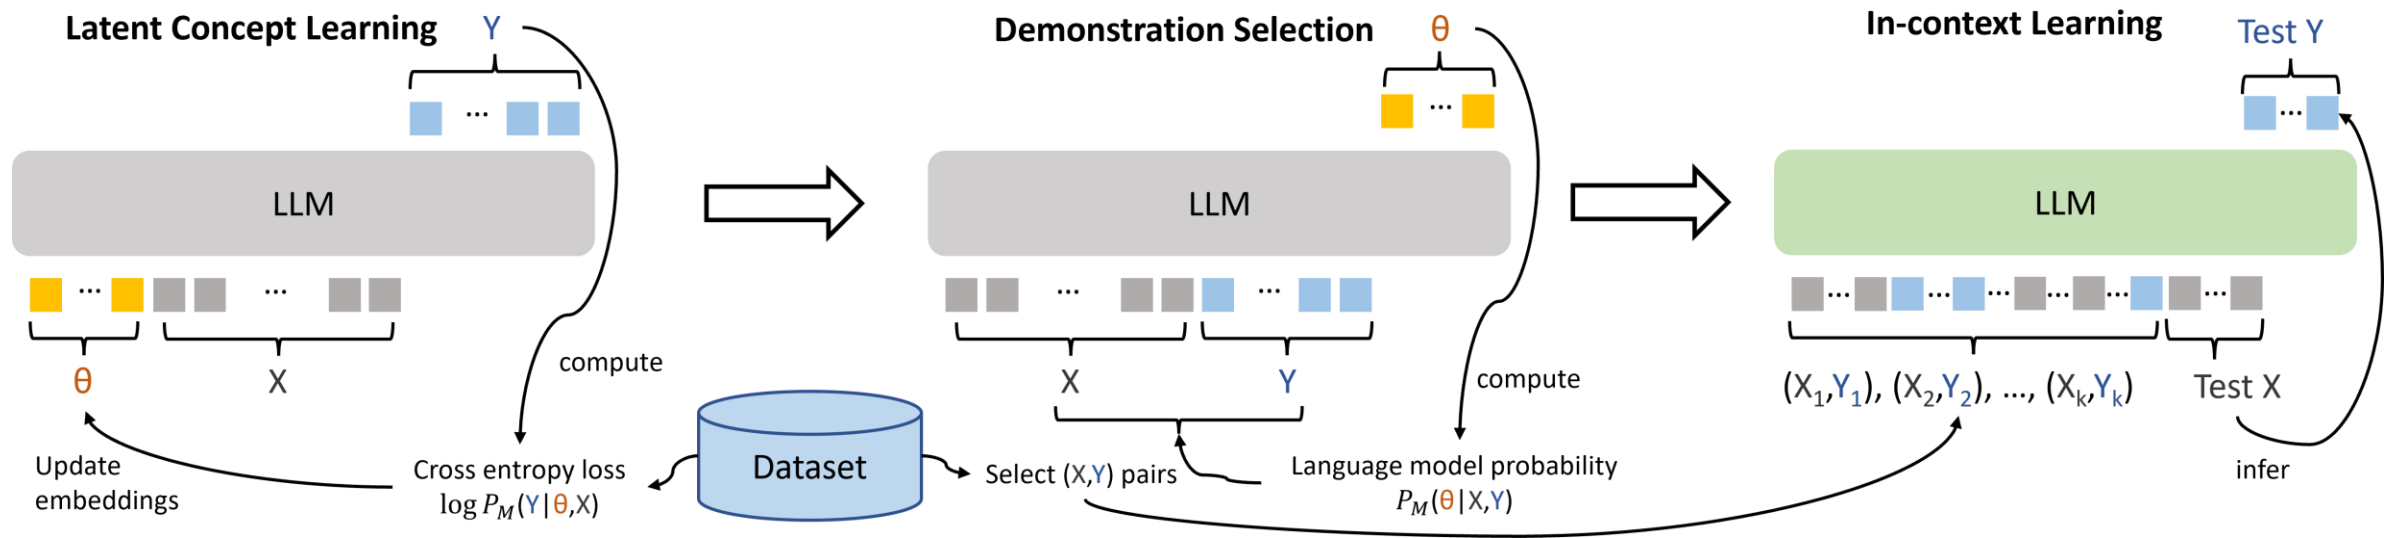 Latent Concept Learning
Y
...
LLM
...
...
θ
X
compute
Update
embeddings
Cross entropy loss
log P_M(Y|θ,X)
Dataset
Demonstration Selection
θ
...
LLM
...
...
X
Y
compute
Select (X,Y) pairs
Language model probability
P_M(θ|X,Y)
In-context Learning
Test Y
...
LLM
... ... ... ... ... ...
(X₁,Y₁), (X₂,Y₂), ..., (Xₖ,Yₖ)
Test X
infer